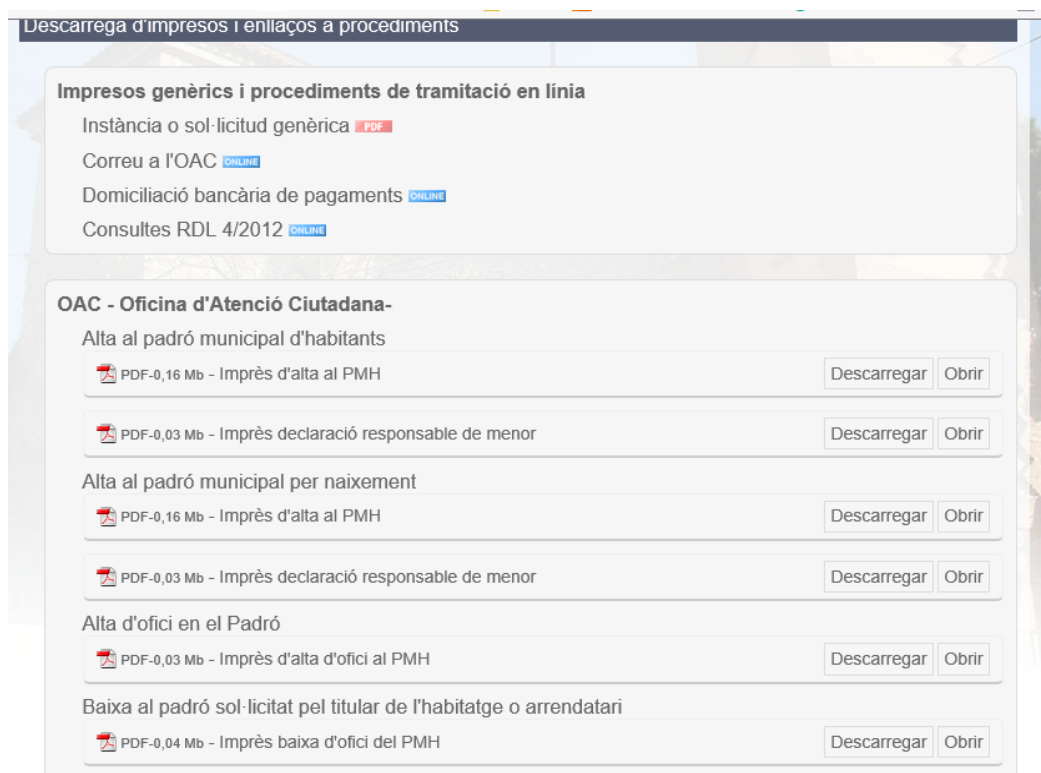 Descarrega d'impresos i enllaços a procediments
Impresos genèrics i procediments de tramitació en línia
Instància o sol·licitud genèrica PDF
Correu a l'OAC ONLINE
Domiciliació bancària de pagaments ONLINE
Consultes RDL 4/2012 ONLINE
OAC - Oficina d'Atenció Ciutadana-
Alta al padró municipal d'habitants
PDF-0,16 Mb - Imprès d'alta al PMH Descarregar Obrir
PDF-0,03 Mb - Imprès declaració responsable de menor Descarregar Obrir
Alta al padró municipal per naixement
PDF-0,16 Mb - Imprès d'alta al PMH Descarregar Obrir
PDF-0,03 Mb - Imprès declaració responsable de menor Descarregar Obrir
Alta d'ofici en el Padró
PDF-0,03 Mb - Imprès d'alta d'ofici al PMH Descarregar Obrir
Baixa al padró sol·licitat pel titular de l'habitatge o arrendatari
PDF-0,04 Mb - Imprès baixa d'ofici del PMH Descarregar Obrir